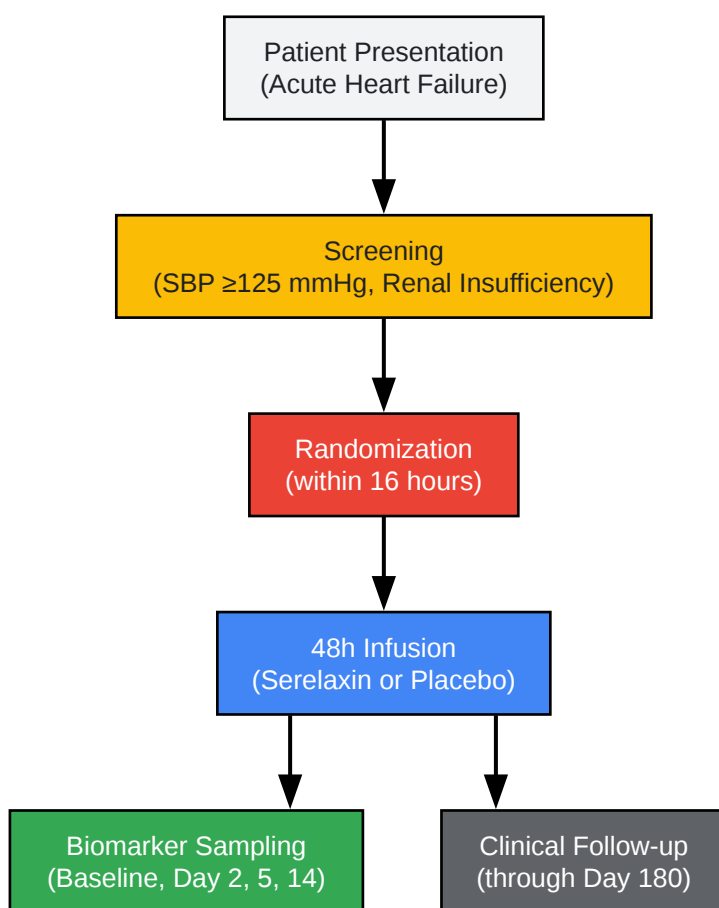 Patient Presentation
(Acute Heart Failure)
Screening
(SBP ≥125 mmHg, Renal Insufficiency)
Randomization
(within 16 hours)
48h Infusion
(Serelaxin or Placebo)
Biomarker Sampling
(Baseline, Day 2, 5, 14)
Clinical Follow-up
(through Day 180)